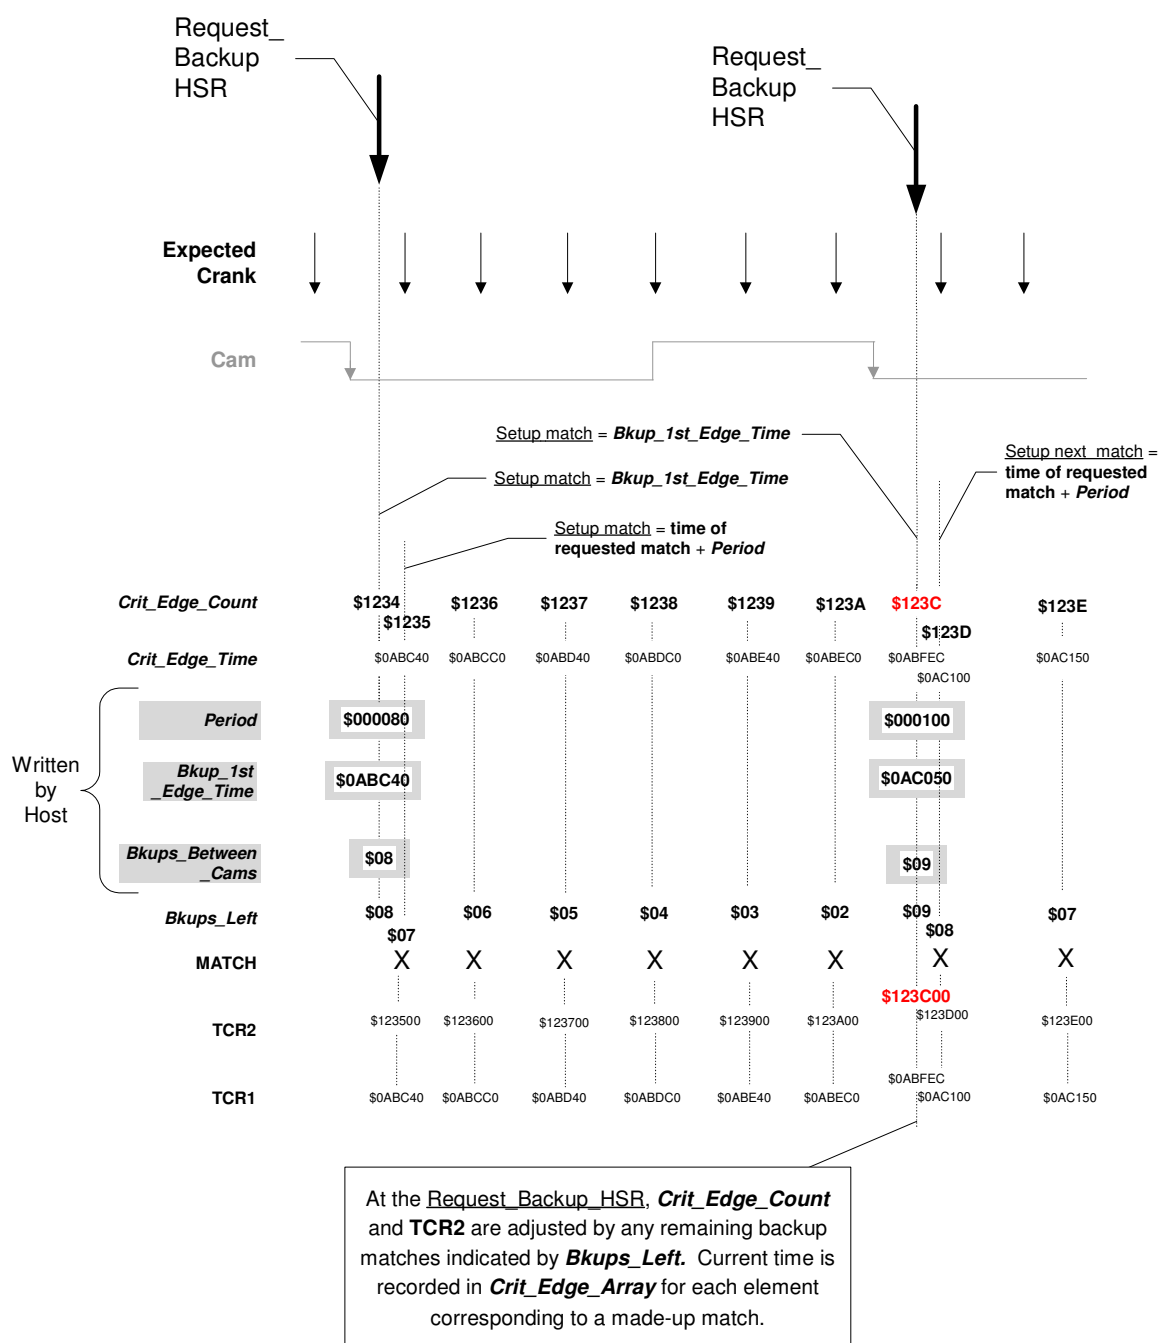 Request_
Backup
HSR
Request_
Backup
HSR
Expected
Crank
Cam
Setup match = Bkup_1st_Edge_Time
Setup match = Bkup_1st_Edge_Time
Setup next_match =
time of requested
match + Period
Setup match = time of
requested match + Period
Crit_Edge_Count $1234 $1236 $1237 $1238 $1239 $123A $123C $123E
$1235 $123D
Crit_Edge_Time $0ABC40 $0ABCC0 $0ABD40 $0ABDC0 $0ABE40 $0ABEC0 $0ABFEC $0AC150
$0AC100
Written
by
Host
Period $000080 $000100
Bkup_1st
_Edge_Time $0ABC40 $0AC050
Bkups_Between
_Cams $08 $09
Bkups_Left $08 $06 $05 $04 $03 $02 $09 $07
$07 $08
MATCH X X X X X X X X
$123C00
TCR2 $123500 $123600 $123700 $123800 $123900 $123A00 $123D00 $123E00
$0ABFEC
TCR1 $0ABC40 $0ABCC0 $0ABD40 $0ABDC0 $0ABE40 $0ABEC0 $0AC100 $0AC150
At the Request_Backup_HSR, Crit_Edge_Count
and TCR2 are adjusted by any remaining backup
matches indicated by Bkups_Left. Current time is
recorded in Crit_Edge_Array for each element
corresponding to a made-up match.